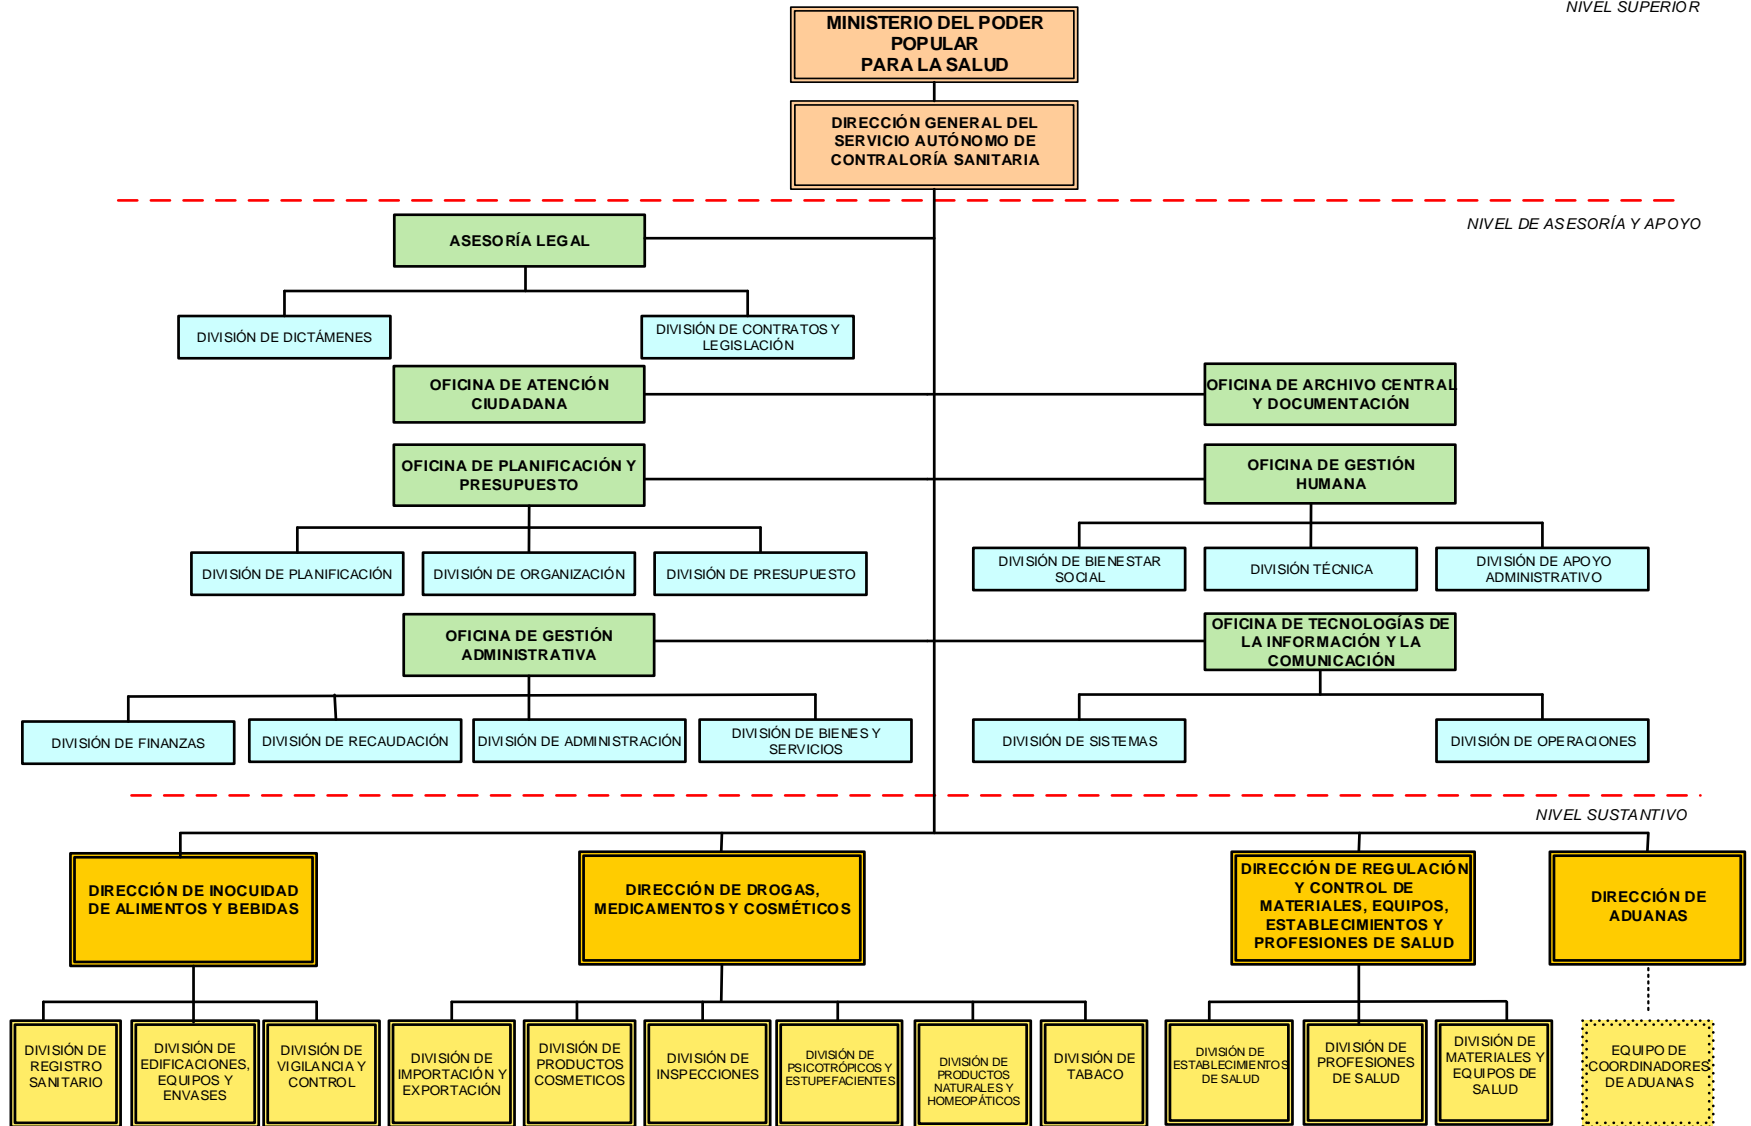 NIVEL SUPERIOR
MINISTERIO DEL PODER
POPULAR
PARA LA SALUD
DIRECCIÓN GENERAL DEL
SERVICIO AUTÓNOMO DE
CONTRALORÍA SANITARIA
NIVEL DE ASESORÍA Y APOYO
ASESORÍA LEGAL
DIVISIÓN DE DICTÁMENES
DIVISIÓN DE CONTRATOS Y
LEGISLACIÓN
OFICINA DE ATENCIÓN
CIUDADANA
OFICINA DE ARCHIVO CENTRAL
Y DOCUMENTACIÓN
OFICINA DE PLANIFICACIÓN Y
PRESUPUESTO
OFICINA DE GESTIÓN
HUMANA
DIVISIÓN DE PLANIFICACIÓN
DIVISIÓN DE ORGANIZACIÓN
DIVISIÓN DE PRESUPUESTO
DIVISIÓN DE BIENESTAR
SOCIAL
DIVISIÓN TÉCNICA
DIVISIÓN DE APOYO
ADMINISTRATIVO
OFICINA DE GESTIÓN
ADMINISTRATIVA
OFICINA DE TECNOLOGÍAS DE
LA INFORMACIÓN Y LA
COMUNICACIÓN
DIVISIÓN DE FINANZAS
DIVISIÓN DE RECAUDACIÓN
DIVISIÓN DE ADMINISTRACIÓN
DIVISIÓN DE BIENES Y
SERVICIOS
DIVISIÓN DE SISTEMAS
DIVISIÓN DE OPERACIONES
NIVEL SUSTANTIVO
DIRECCIÓN DE INOCUIDAD
DE ALIMENTOS Y BEBIDAS
DIRECCIÓN DE DROGAS,
MEDICAMENTOS Y COSMÉTICOS
DIRECCIÓN DE REGULACIÓN
Y CONTROL DE
MATERIALES, EQUIPOS,
ESTABLECIMIENTOS Y
PROFESIONES DE SALUD
DIRECCIÓN DE
ADUANAS
DIVISIÓN DE
REGISTRO
SANITARIO
DIVISIÓN DE
EDIFICACIONES,
EQUIPOS Y
ENVASES
DIVISIÓN DE
VIGILANCIA Y
CONTROL
DIVISIÓN DE
IMPORTACIÓN Y
EXPORTACIÓN
DIVISIÓN DE
PRODUCTOS
COSMETICOS
DIVISIÓN DE
INSPECCIONES
DIVISIÓN DE
PSICOTRÓPICOS Y
ESTUPEFACIENTES
DIVISIÓN DE
PRODUCTOS
NATURALES Y
HOMEOPÁTICOS
DIVISIÓN DE
TABACO
DIVISIÓN DE
ESTABLECIMIENTOS
DE SALUD
DIVISIÓN DE
PROFESIONES
DE SALUD
DIVISIÓN DE
MATERIALES Y
EQUIPOS DE
SALUD
EQUIPO DE
COORDINADORES
DE ADUANAS